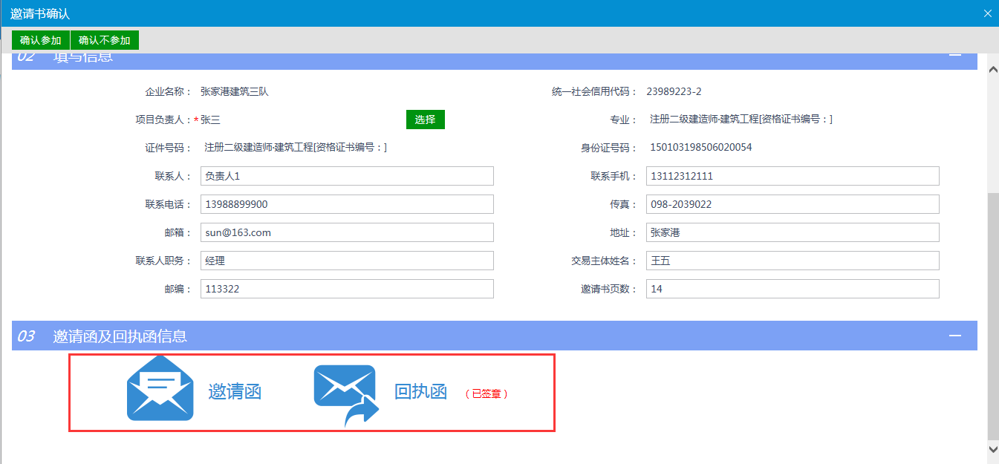 邀请书确认
确认参加 确认不参加
02 填写信息
企业名称： 张家港建筑三队 统一社会信用代码： 23989223-2
项目负责人：*张三 选择 专业： 注册二级建造师·建筑工程[资格证书编号：]
证件号码： 注册二级建造师·建筑工程[资格证书编号：] 身份证号码： 150103198506020054
联系人： 负责人1 联系手机： 13112312111
联系电话： 13988899900 传真： 098-2039022
邮箱： sun@163.com 地址： 张家港
联系人职务： 经理 交易主体姓名： 王五
邮编： 113322 邀请书页数： 14
03 邀请函及回执函信息
邀请函 回执函 （已签章）